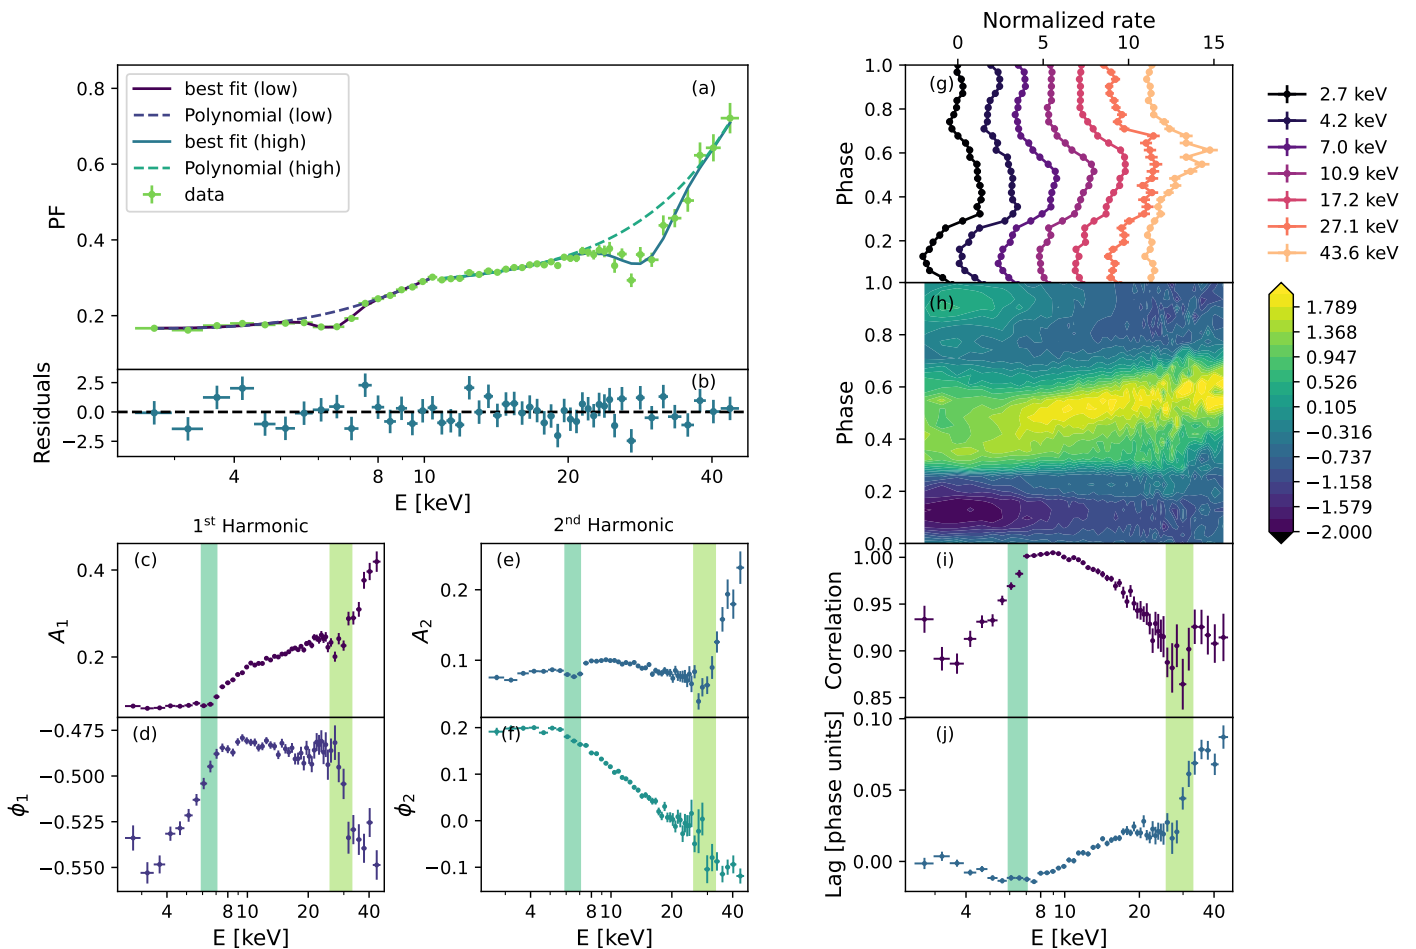 Normalized rate
0 5 10 15
best fit (low)
Polynomial (low)
best fit (high)
Polynomial (high)
data
(a)
PF
0.8
0.6
0.4
0.2
(b)
Residuals
2.5
0.0
−2.5
4 8 10 20 40
E [keV]
(g)
Phase
1.0
0.8
0.6
0.4
0.2
1.0
2.7 keV
4.2 keV
7.0 keV
10.9 keV
17.2 keV
27.1 keV
43.6 keV
(h)
Phase
0.8
0.6
0.4
0.2
0.0
1.789
1.368
0.947
0.526
0.105
−0.316
−0.737
−1.158
−1.579
−2.000
1st Harmonic
2nd Harmonic
(c)
A1
0.4
0.2
(d)
ϕ1
−0.475
−0.500
−0.525
−0.550
4 8 10 20 40
E [keV]
(e)
A2
0.2
0.1
(f)
ϕ2
0.2
0.1
0.0
−0.1
4 8 10 20 40
E [keV]
(i)
Correlation
1.00
0.95
0.90
0.85
(j)
Lag [phase units]
0.10
0.05
0.00
4 8 10 20 40
E [keV]